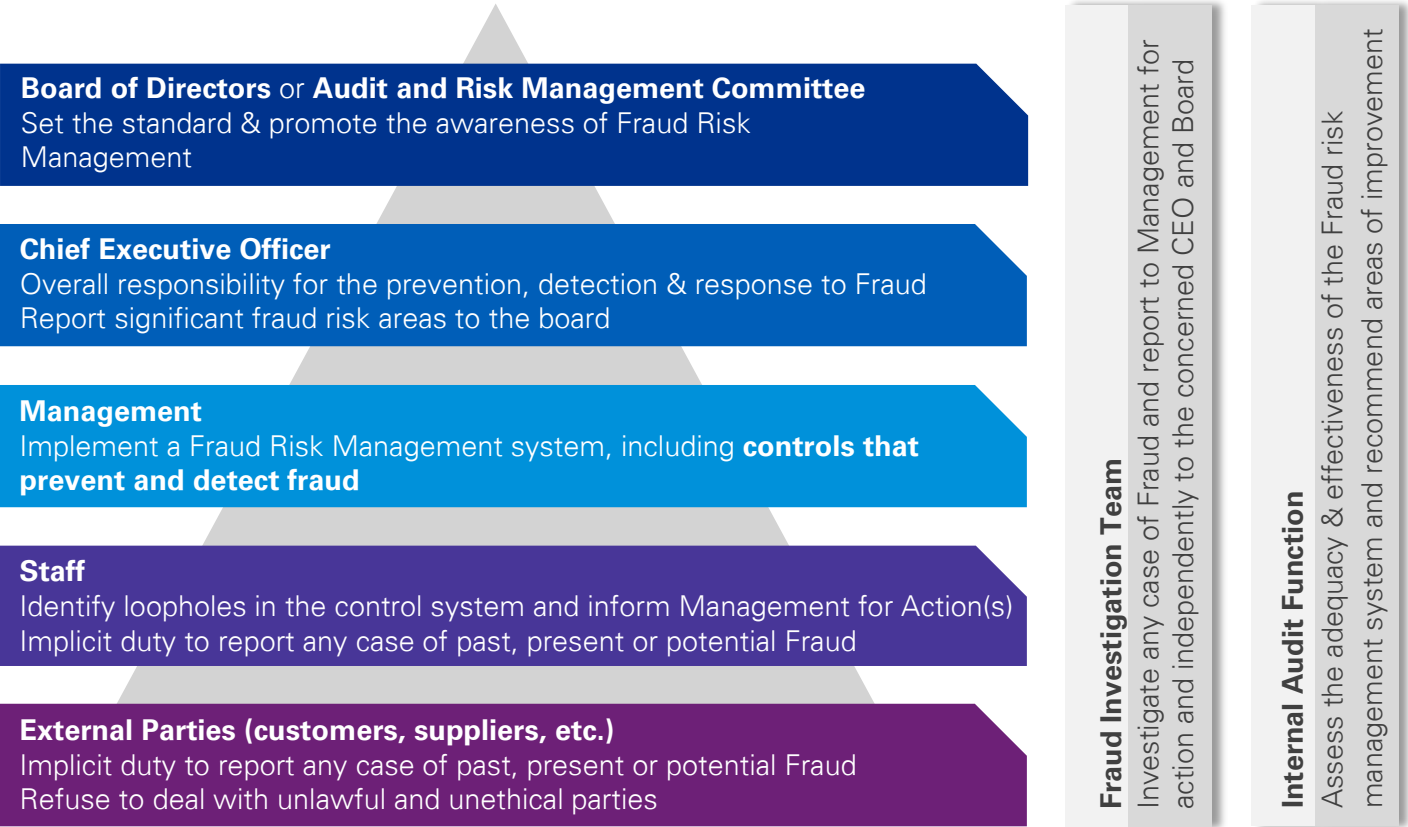 Board of Directors or Audit and Risk Management Committee
Set the standard & promote the awareness of Fraud Risk
Management
Chief Executive Officer
Overall responsibility for the prevention, detection & response to Fraud
Report significant fraud risk areas to the board
Management
Implement a Fraud Risk Management system, including controls that
prevent and detect fraud
Staff
Identify loopholes in the control system and inform Management for Action(s)
Implicit duty to report any case of past, present or potential Fraud
External Parties (customers, suppliers, etc.)
Implicit duty to report any case of past, present or potential Fraud
Refuse to deal with unlawful and unethical parties
Fraud Investigation Team
Investigate any case of Fraud and report to Management for
action and independently to the concerned CEO and Board
Internal Audit Function
Assess the adequacy & effectiveness of the Fraud risk
management system and recommend areas of improvement